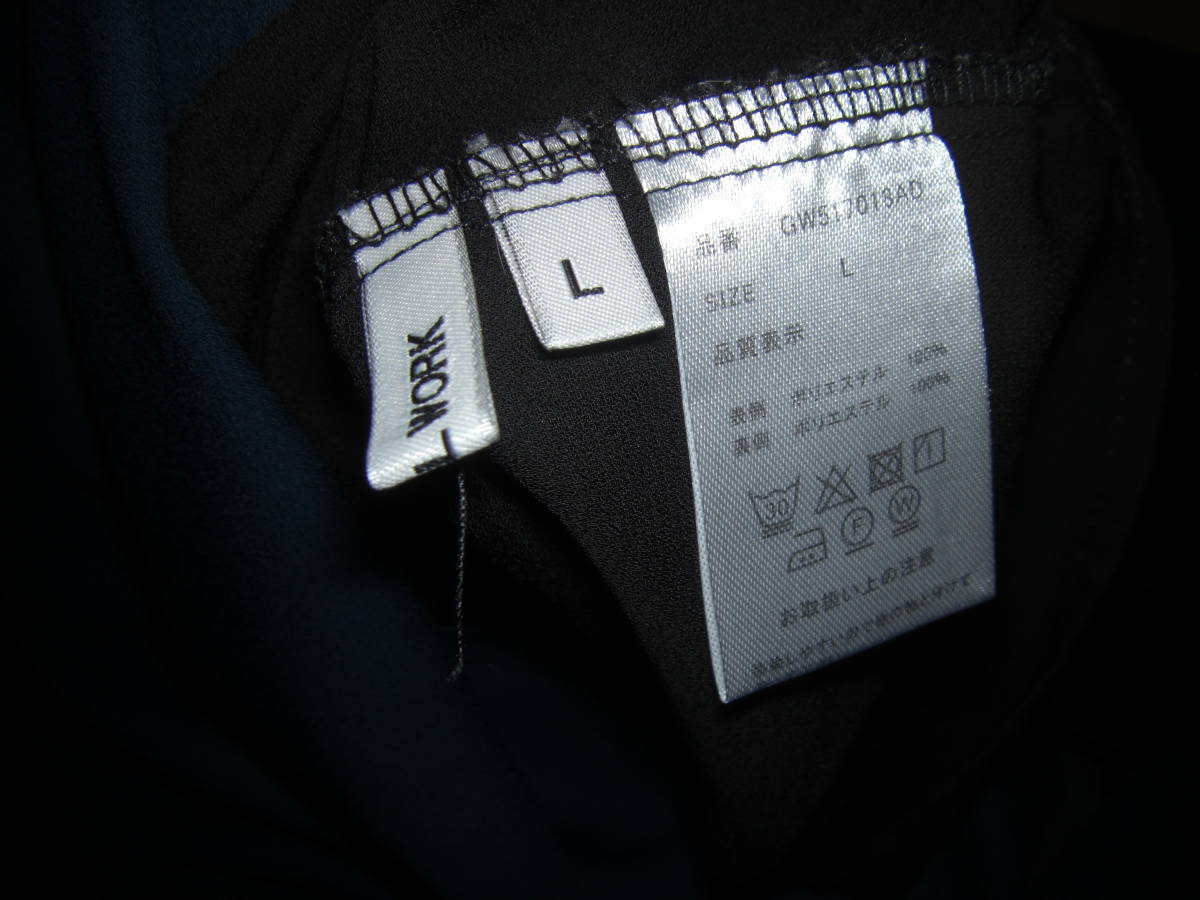 WORK
L
品番 GW517013AD
SIZE L
品質表示
表側 ポリエステル 100%
裏側 ポリエステル 100%
30
1
F
W
お取扱い上の注意